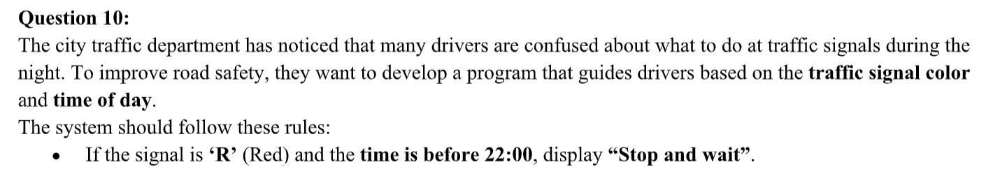 Question 10:
The city traffic department has noticed that many drivers are confused about what to do at traffic signals during the
night. To improve road safety, they want to develop a program that guides drivers based on the traffic signal color
and time of day.
The system should follow these rules:
• If the signal is ‘R’ (Red) and the time is before 22:00, display “Stop and wait”.